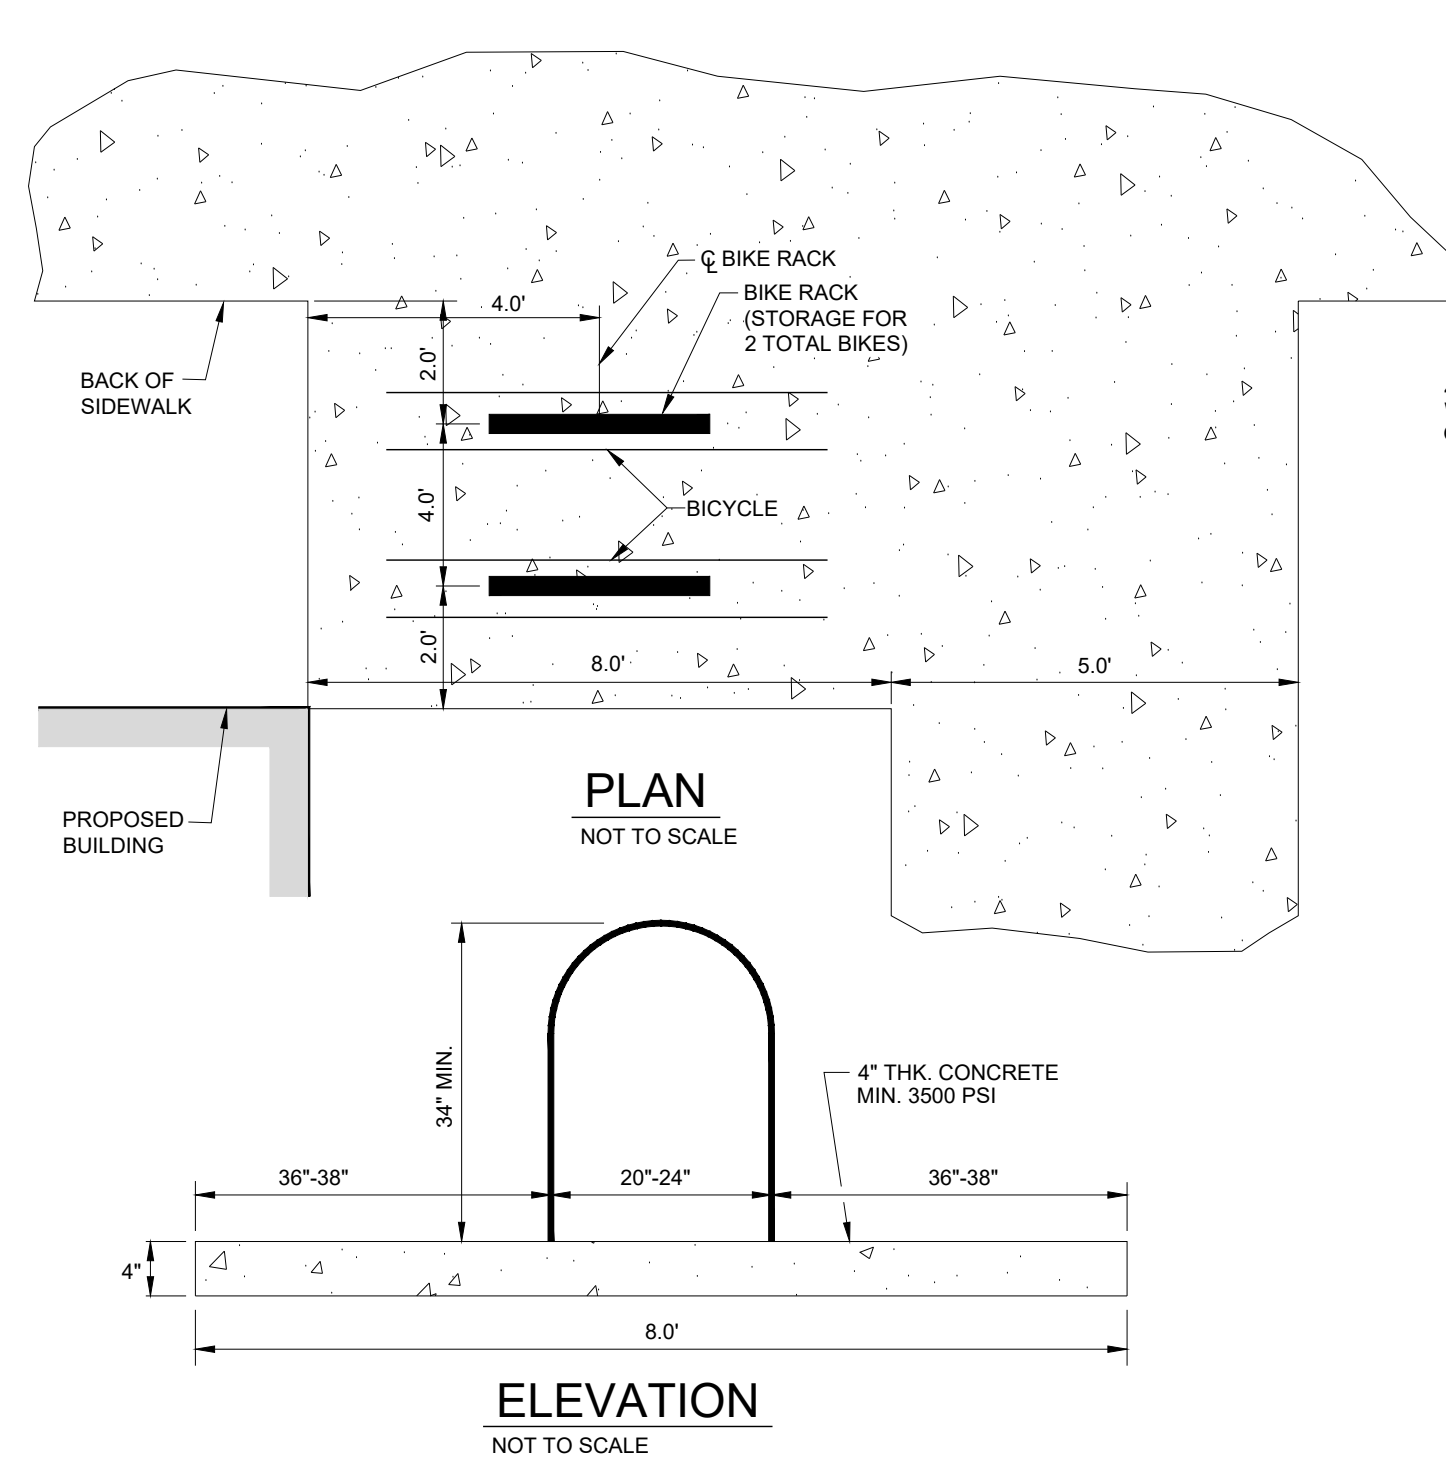 ℄ BIKE RACK
BIKE RACK
(STORAGE FOR
2 TOTAL BIKES)
4.0'
2.0'
BACK OF
SIDEWALK
4.0'
BICYCLE
2.0'
8.0'
5.0'
PROPOSED
BUILDING
PLAN
NOT TO SCALE
34" MIN.
4" THK. CONCRETE
MIN. 3500 PSI
36"-38"
20"-24"
36"-38"
4"
8.0'
ELEVATION
NOT TO SCALE